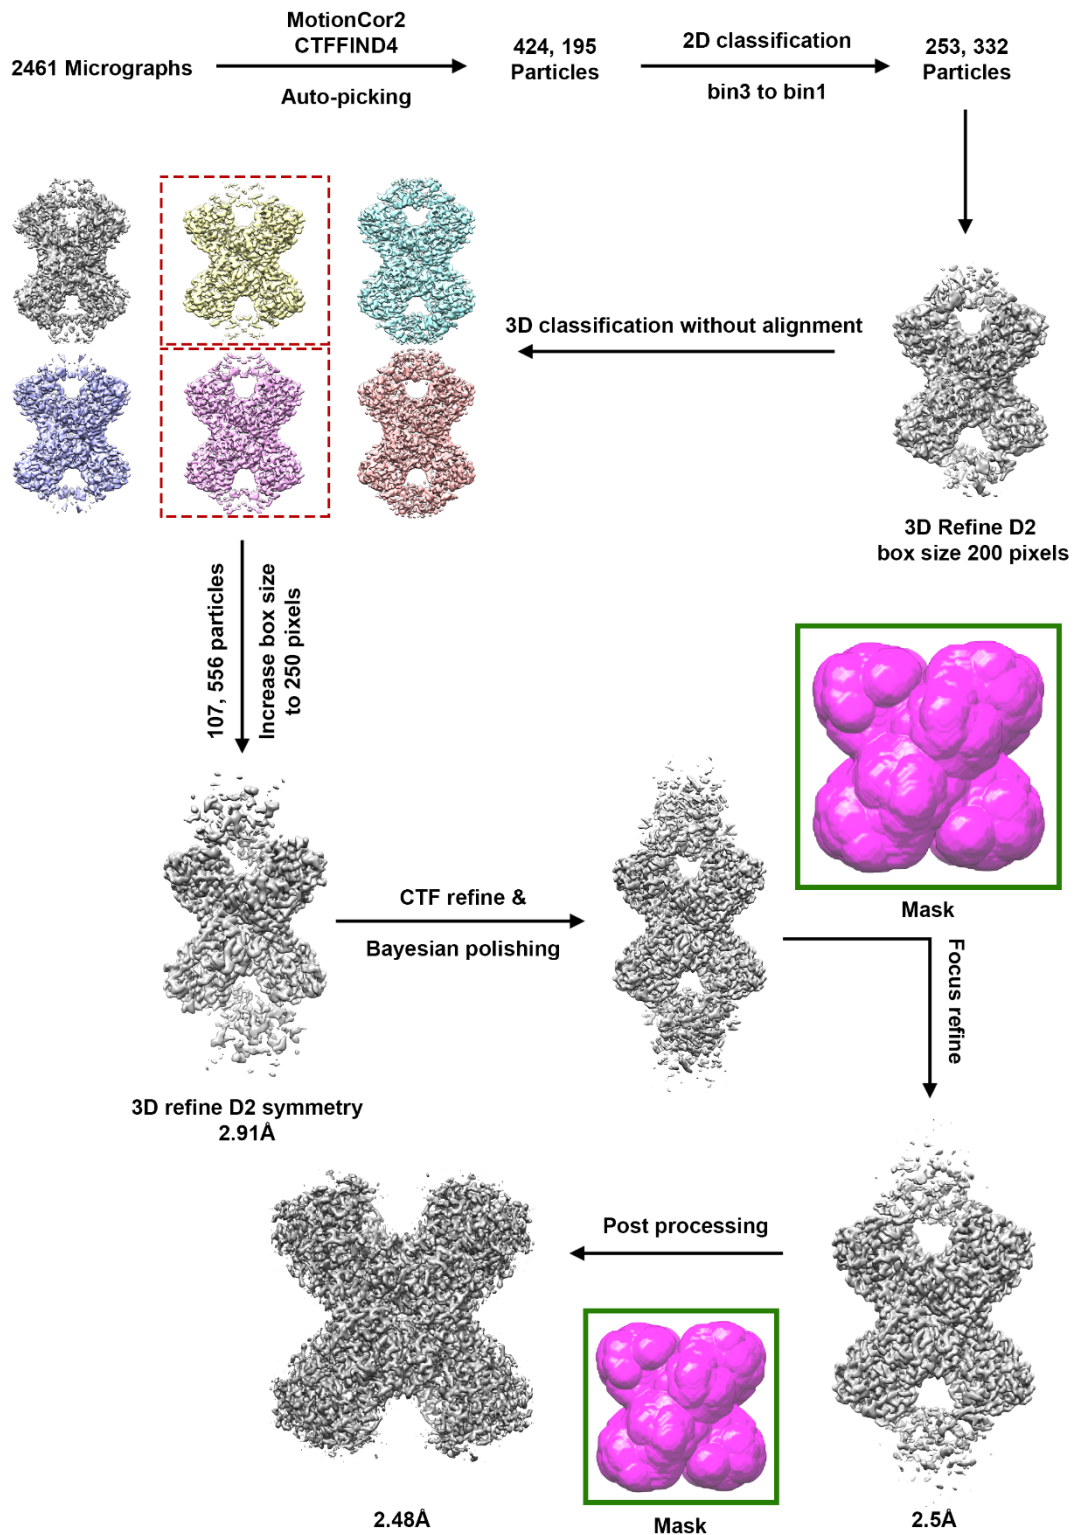 2461 Micrographs
MotionCor2
CTFFIND4
Auto-picking
424, 195
Particles
2D classification
bin3 to bin1
253, 332
Particles
3D classification without alignment
3D Refine D2
box size 200 pixels
107, 556 particles
Increase box size
to 250 pixels
3D refine D2 symmetry
2.91Å
CTF refine &
Bayesian polishing
Mask
Focus refine
2.5Å
Post processing
Mask
2.48Å